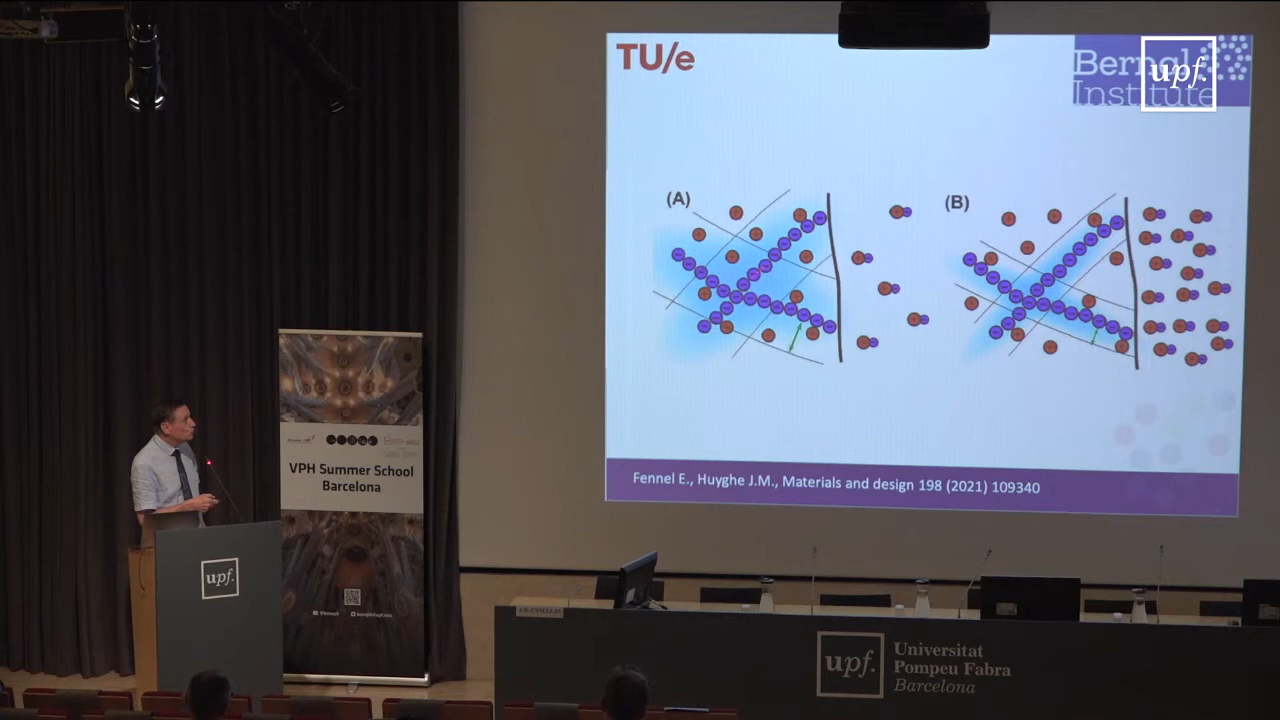 TU/e
Bernal
Institute
upf.
(A)
(B)
Fennel E., Huyghe J.M., Materials and design 198 (2021) 109340
VPH Summer School
Barcelona
upf.
upf.
Universitat
Pompeu Fabra
Barcelona